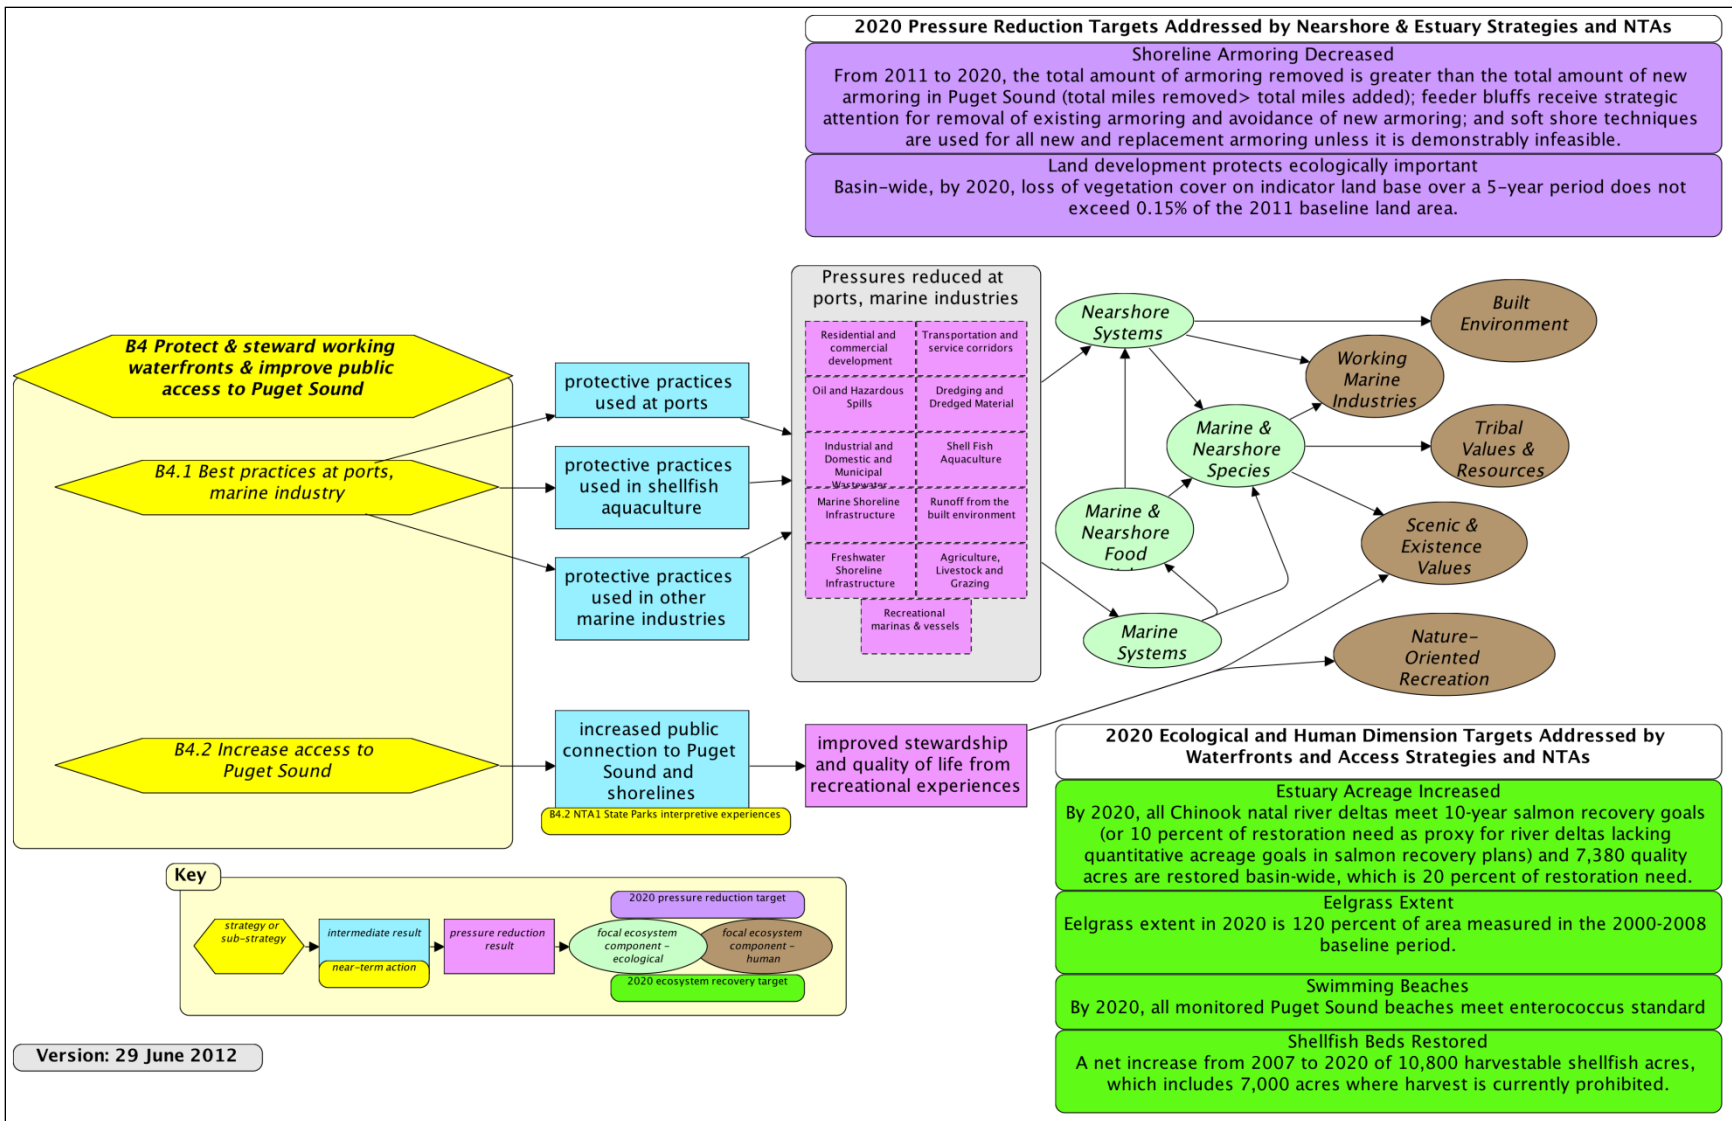 2020 Pressure Reduction Targets Addressed by Nearshore & Estuary Strategies and NTAs
Shoreline Armoring Decreased
From 2011 to 2020, the total amount of armoring removed is greater than the total amount of new
armoring in Puget Sound (total miles removed> total miles added); feeder bluffs receive strategic
attention for removal of existing armoring and avoidance of new armoring; and soft shore techniques
are used for all new and replacement armoring unless it is demonstrably infeasible.
Land development protects ecologically important
Basin-wide, by 2020, loss of vegetation cover on indicator land base over a 5-year period does not
exceed 0.15% of the 2011 baseline land area.
B4 Protect & steward working
waterfronts & improve public
access to Puget Sound
B4.1 Best practices at ports,
marine industry
B4.2 Increase access to
Puget Sound
protective practices
used at ports
protective practices
used in shellfish
aquaculture
protective practices
used in other
marine industries
increased public
connection to Puget
Sound and
shorelines
B4.2 NTA1 State Parks interpretive experiences
Pressures reduced at
ports, marine industries
Residential and
commercial
development
Transportation and
service corridors
Oil and Hazardous
Spills
Dredging and
Dredged Material
Industrial and
Domestic and
Municipal
Wastewater
Shell Fish
Aquaculture
Marine Shoreline
Infrastructure
Runoff from the
built environment
Freshwater
Shoreline
Infrastructure
Agriculture,
Livestock and
Grazing
Recreational
marinas & vessels
improved stewardship
and quality of life from
recreational experiences
Nearshore
Systems
Marine &
Nearshore
Species
Marine &
Nearshore
Food
Marine
Systems
Built
Environment
Working
Marine
Industries
Tribal
Values &
Resources
Scenic &
Existence
Values
Nature-
Oriented
Recreation
2020 Ecological and Human Dimension Targets Addressed by
Waterfronts and Access Strategies and NTAs
Estuary Acreage Increased
By 2020, all Chinook natal river deltas meet 10-year salmon recovery goals
(or 10 percent of restoration need as proxy for river deltas lacking
quantitative acreage goals in salmon recovery plans) and 7,380 quality
acres are restored basin-wide, which is 20 percent of restoration need.
Eelgrass Extent
Eelgrass extent in 2020 is 120 percent of area measured in the 2000-2008
baseline period.
Swimming Beaches
By 2020, all monitored Puget Sound beaches meet enterococcus standard
Shellfish Beds Restored
A net increase from 2007 to 2020 of 10,800 harvestable shellfish acres,
which includes 7,000 acres where harvest is currently prohibited.
Key
strategy or
sub-strategy
intermediate result
near-term action
pressure reduction
result
2020 pressure reduction target
focal ecosystem
component -
ecological
focal ecosystem
component -
human
2020 ecosystem recovery target
Version: 29 June 2012